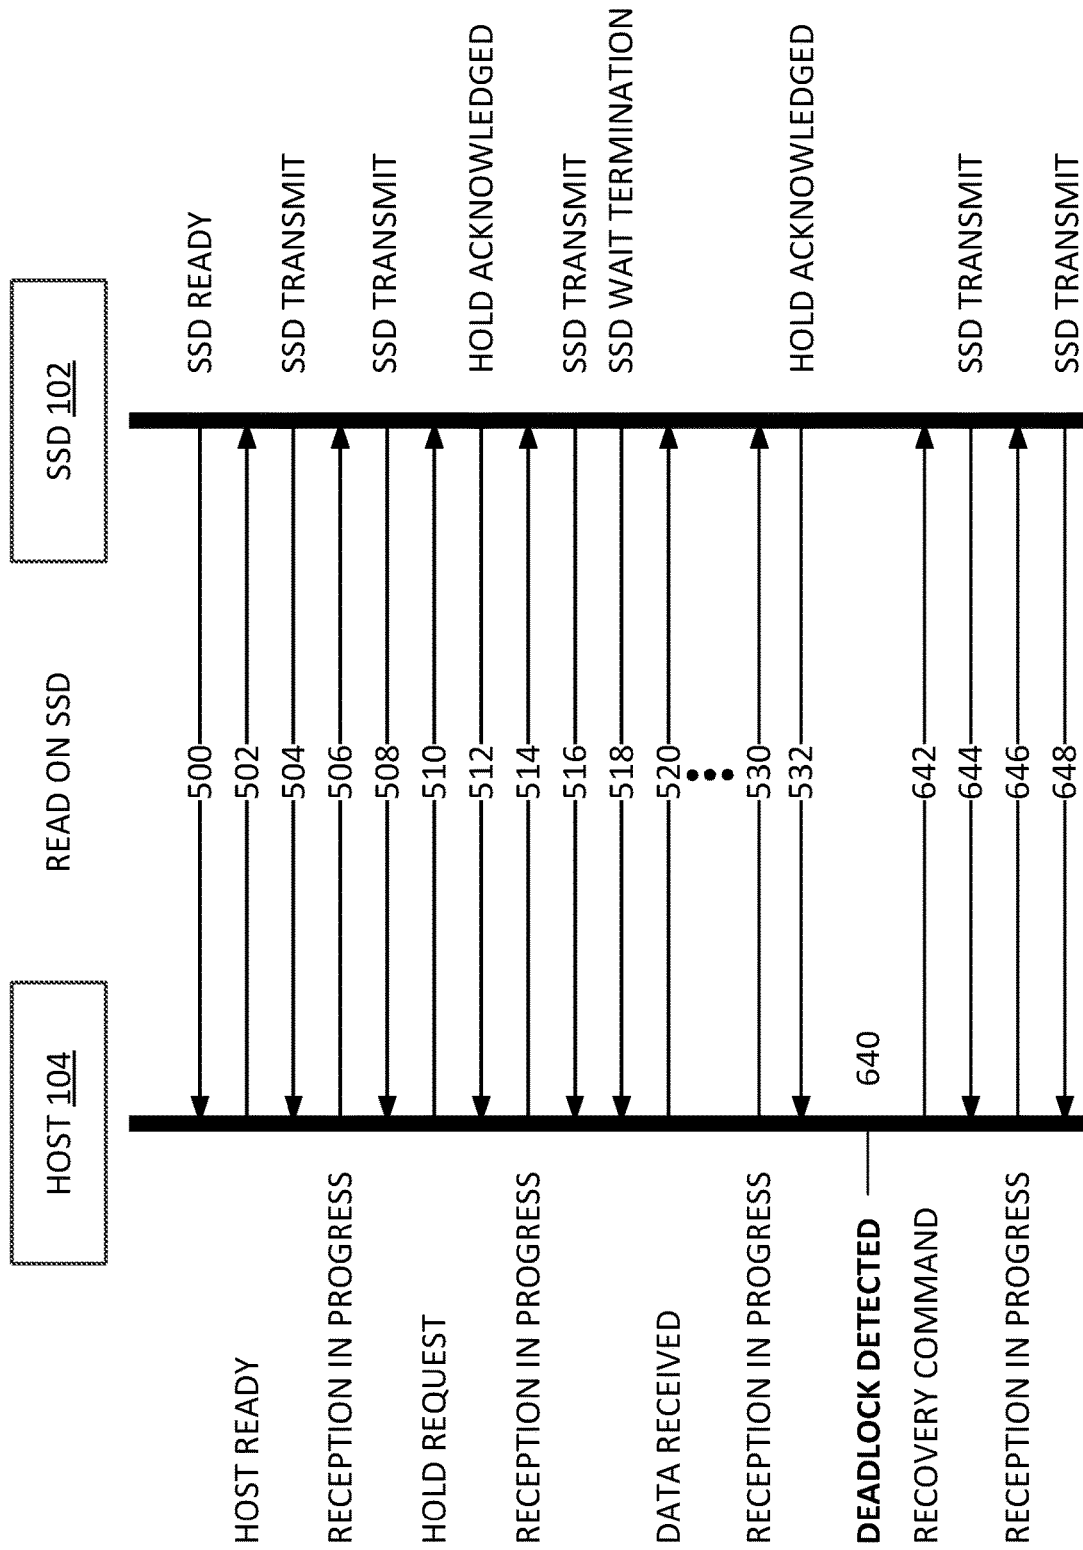 HOST 104
READ ON SSD
SSD 102
500 SSD READY
HOST READY 502
504 SSD TRANSMIT
RECEPTION IN PROGRESS 506
508 SSD TRANSMIT
HOLD REQUEST 510
512 HOLD ACKNOWLEDGED
RECEPTION IN PROGRESS 514
516 SSD TRANSMIT
518 SSD WAIT TERMINATION
DATA RECEIVED 520
RECEPTION IN PROGRESS 530
532 HOLD ACKNOWLEDGED
DEADLOCK DETECTED 640
RECOVERY COMMAND 642
644 SSD TRANSMIT
RECEPTION IN PROGRESS 646
648 SSD TRANSMIT